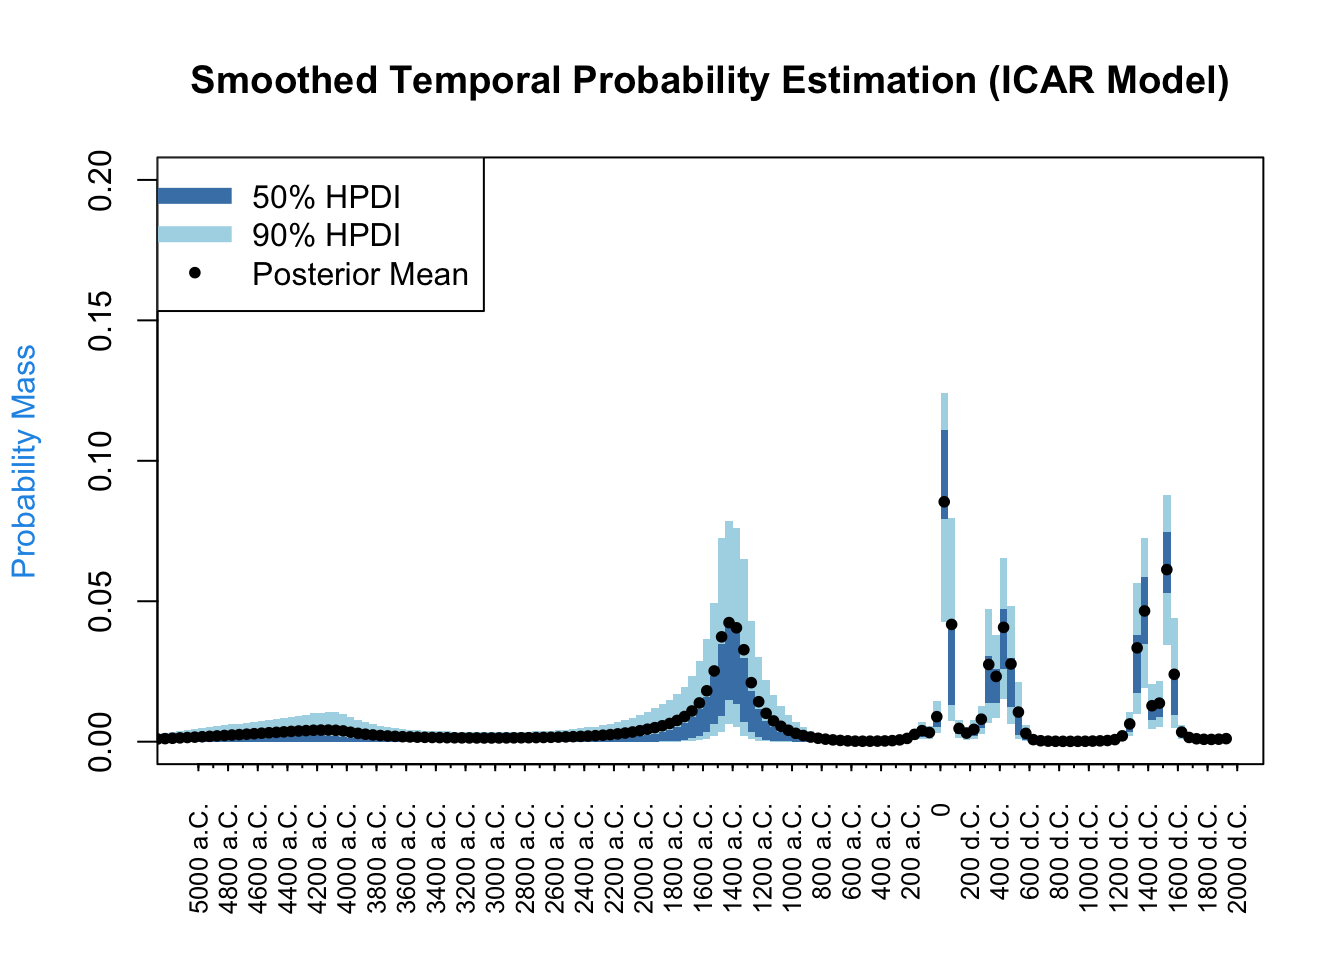 Smoothed Temporal Probability Estimation (ICAR Model)
50% HPDI
90% HPDI
Posterior Mean
Probability Mass
0.20
0.15
0.10
0.05
0.00
5000 a.C.
4800 a.C.
4600 a.C.
4400 a.C.
4200 a.C.
4000 a.C.
3800 a.C.
3600 a.C.
3400 a.C.
3200 a.C.
3000 a.C.
2800 a.C.
2600 a.C.
2400 a.C.
2200 a.C.
2000 a.C.
1800 a.C.
1600 a.C.
1400 a.C.
1200 a.C.
1000 a.C.
800 a.C.
600 a.C.
400 a.C.
200 a.C.
0
200 d.C.
400 d.C.
600 d.C.
800 d.C.
1000 d.C.
1200 d.C.
1400 d.C.
1600 d.C.
1800 d.C.
2000 d.C.